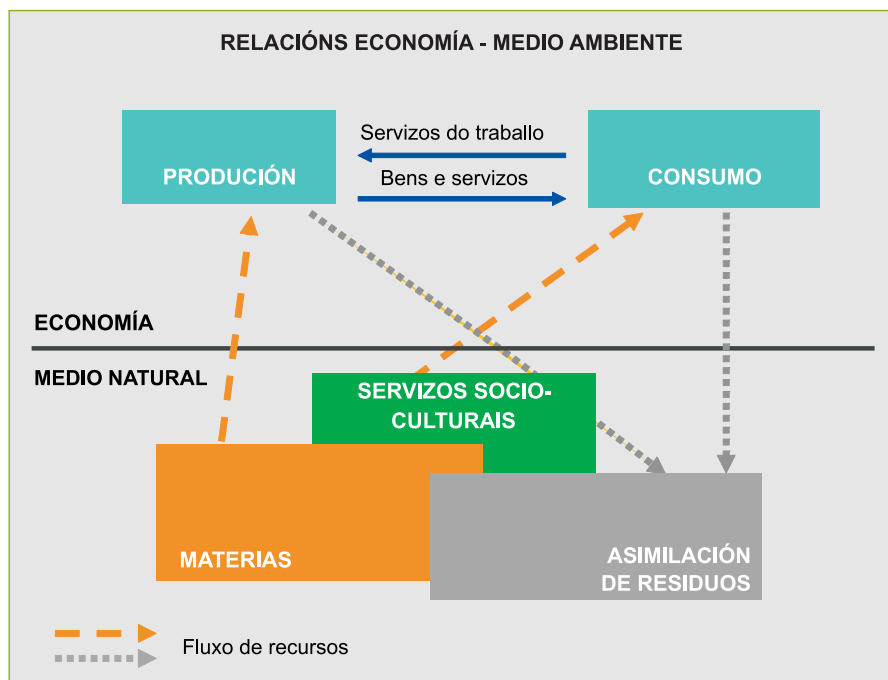 RELACIÓNS ECONOMÍA - MEDIO AMBIENTE
Servizos do traballo
PRODUCIÓN
CONSUMO
Bens e servizos
ECONOMÍA
MEDIO NATURAL
SERVIZOS SOCIO-
CULTURAIS
MATERIAS
ASIMILACIÓN
DE RESIDUOS
Fluxo de recursos